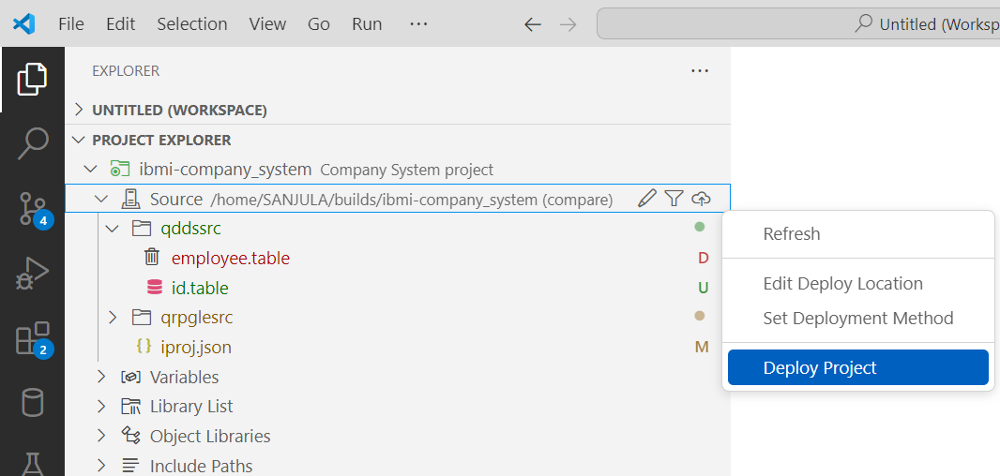 File Edit Selection View Go Run ··· Untitled (Worksp
EXPLORER ···
UNTITLED (WORKSPACE)
PROJECT EXPLORER
ibmi-company_system Company System project
Source /home/SANJULA/builds/ibmi-company_system (compare)
4
qddssrc
Refresh
employee.table D
Edit Deploy Location
id.table U
Set Deployment Method
qrpglesrc
2
iproj.json M
Deploy Project
Variables
Library List
Object Libraries
Include Paths